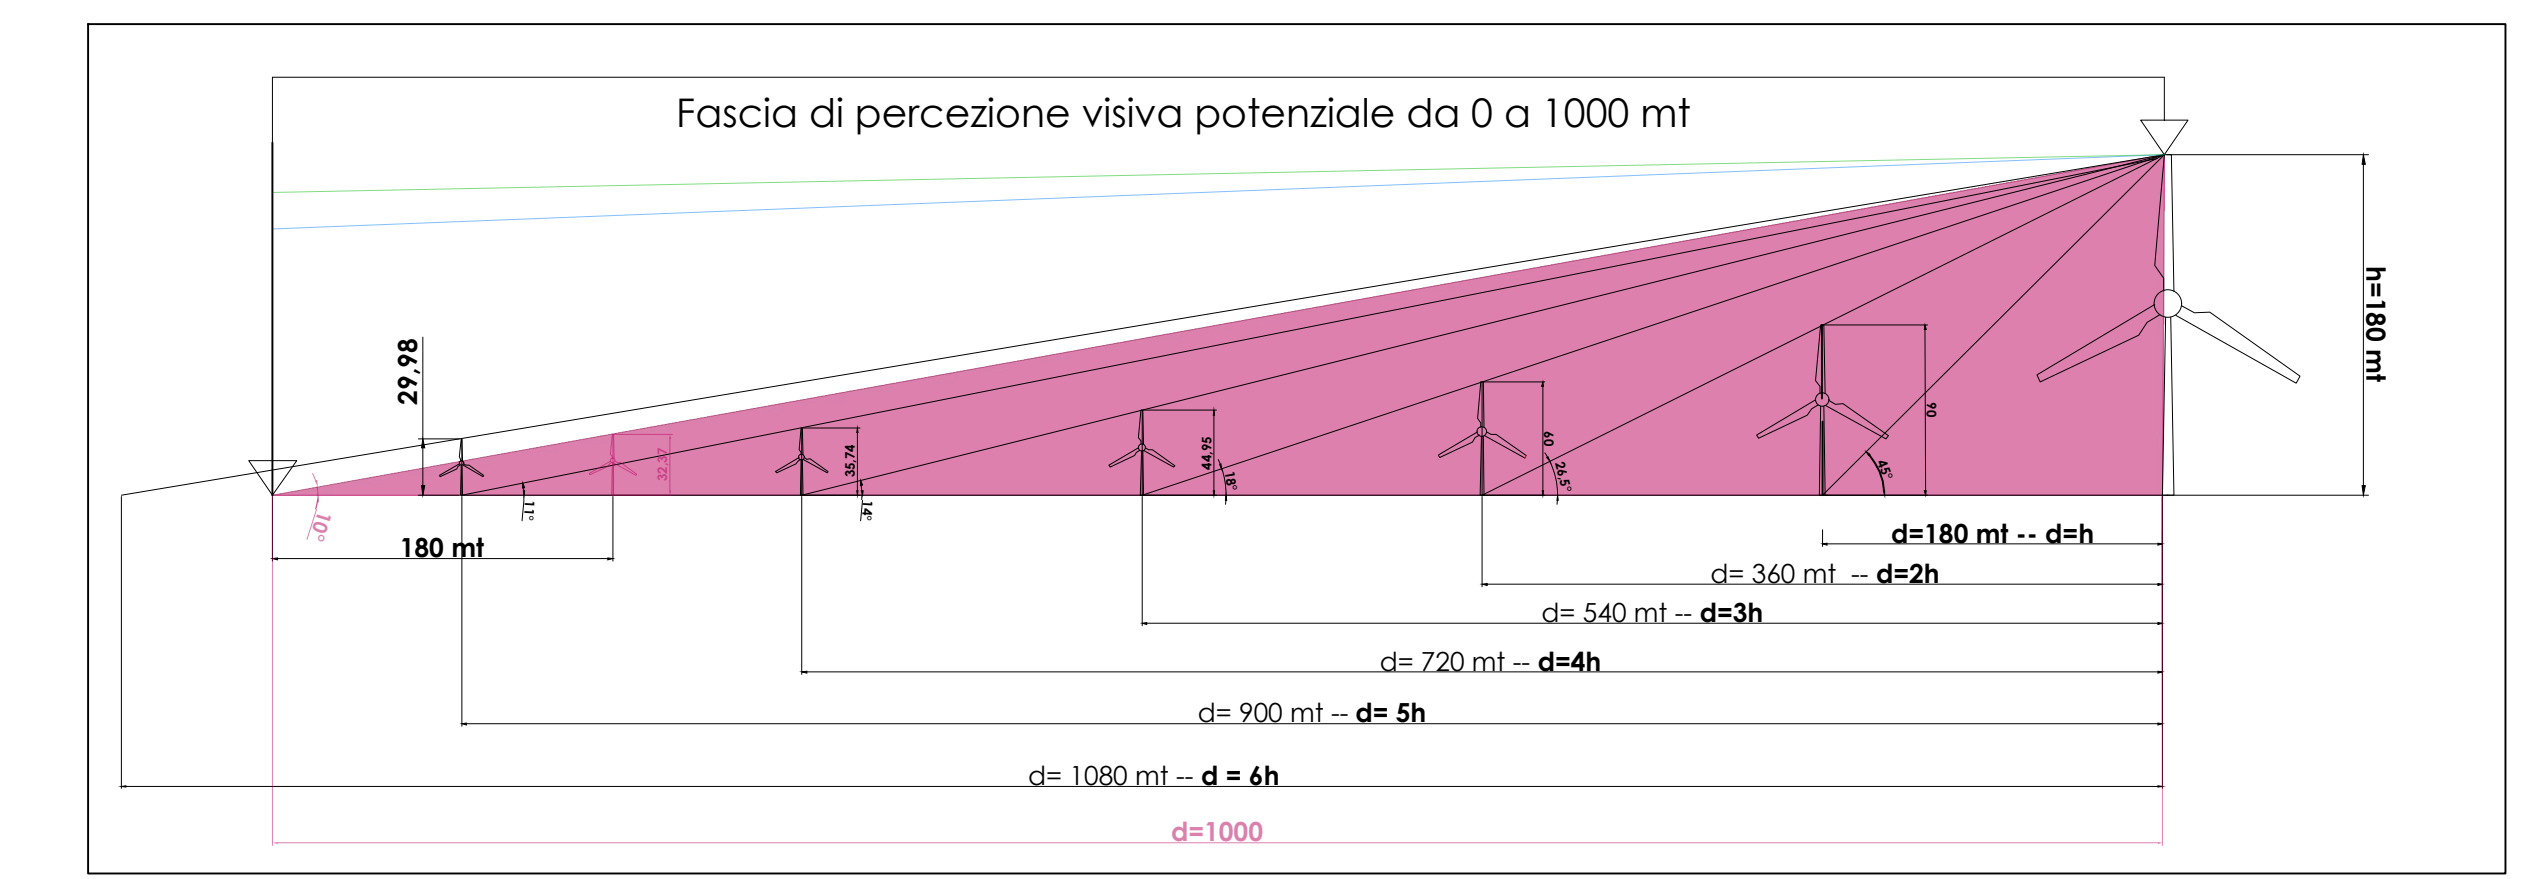 Fascia di percezione visiva potenziale da 0 a 1000 mt
h=180 mt
29,98
32,37
35,74
44,95
60
90
10°
11°
14°
18°
26,5°
45°
180 mt
d=180 mt -- d=h
d= 360 mt -- d=2h
d= 540 mt -- d=3h
d= 720 mt -- d=4h
d= 900 mt -- d= 5h
d= 1080 mt -- d = 6h
d=1000